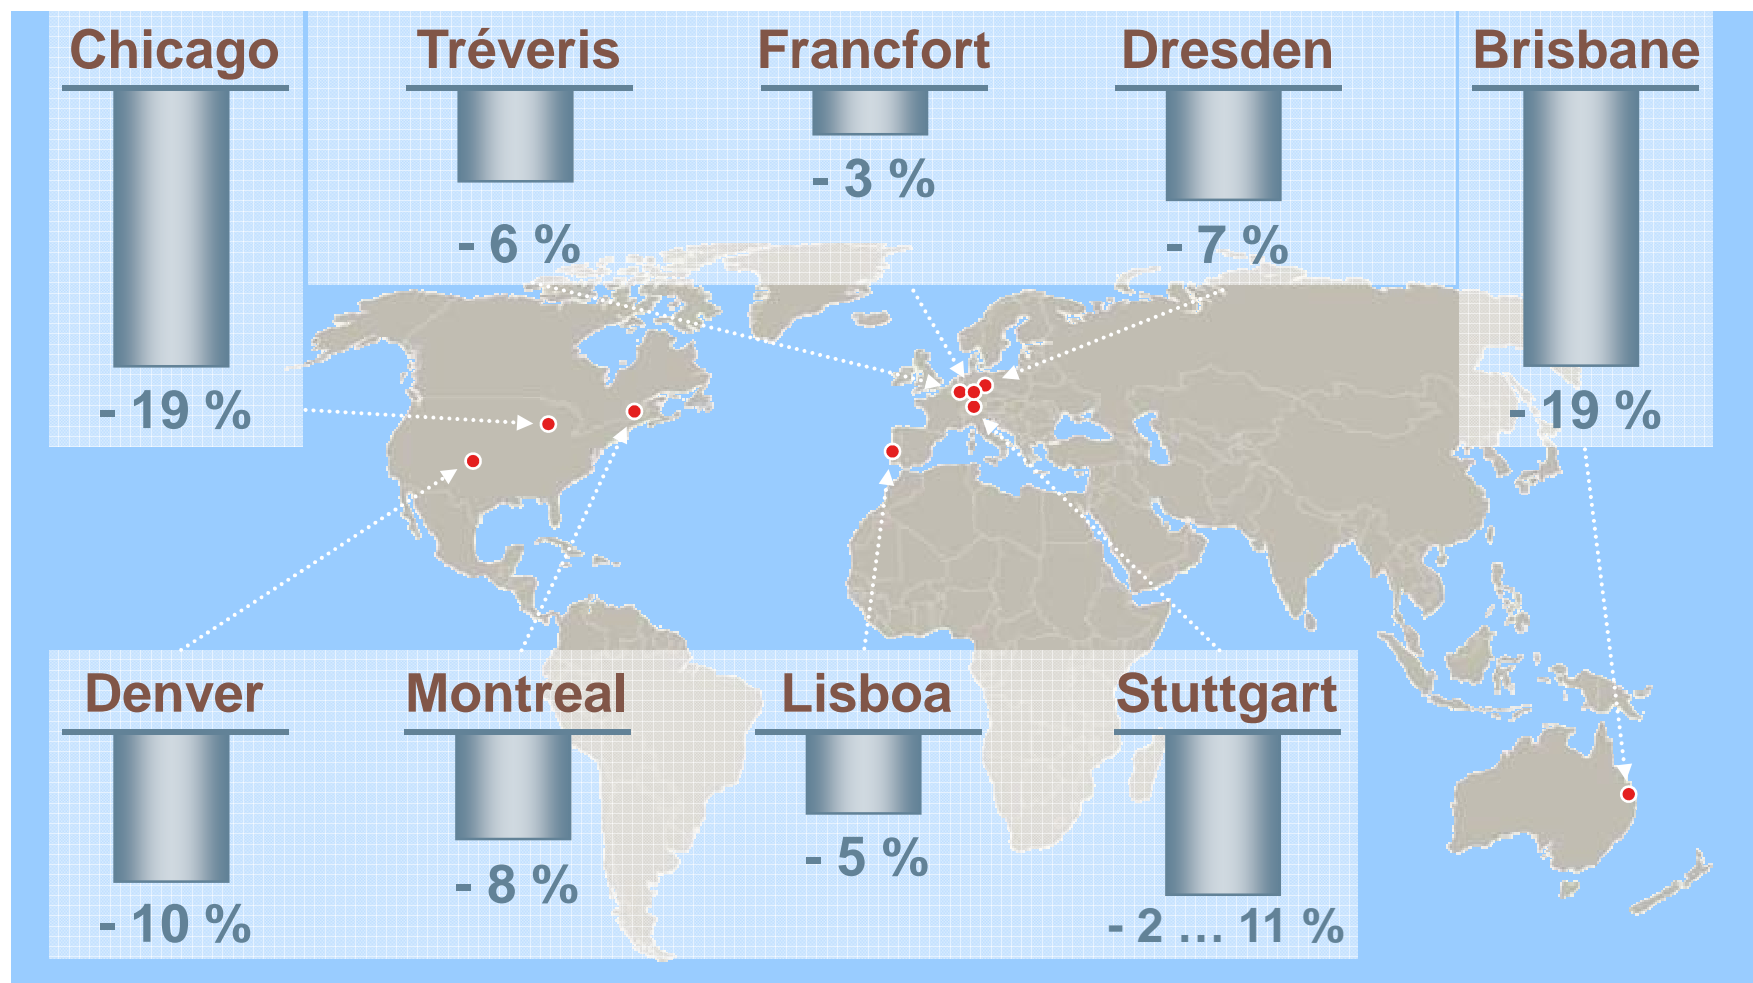 Chicago
Tréveris
Francfort
Dresden
Brisbane
- 19 %
- 6 %
- 3 %
- 7 %
- 19 %
Denver
Montreal
Lisboa
Stuttgart
- 10 %
- 8 %
- 5 %
- 2 … 11 %